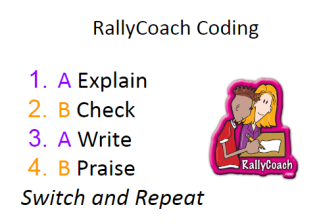 RallyCoach Coding
1. A Explain
2. B Check
3. A Write
4. B Praise
Switch and Repeat
RallyCoach